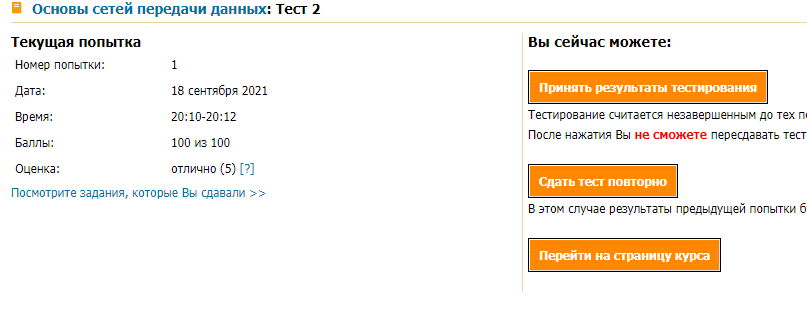 Основы сетей передачи данных: Тест 2
Текущая попытка
Номер попытки: 1
Дата: 18 сентября 2021
Время: 20:10-20:12
Баллы: 100 из 100
Оценка: отлично (5) [?]
Посмотрите задания, которые Вы сдавали >>
Вы сейчас можете:
Принять результаты тестирования
Тестирование считается незавершенным до тех
После нажатия Вы не сможете пересдавать тест
Сдать тест повторно
В этом случае результаты предыдущей попытки
Перейти на страницу курса